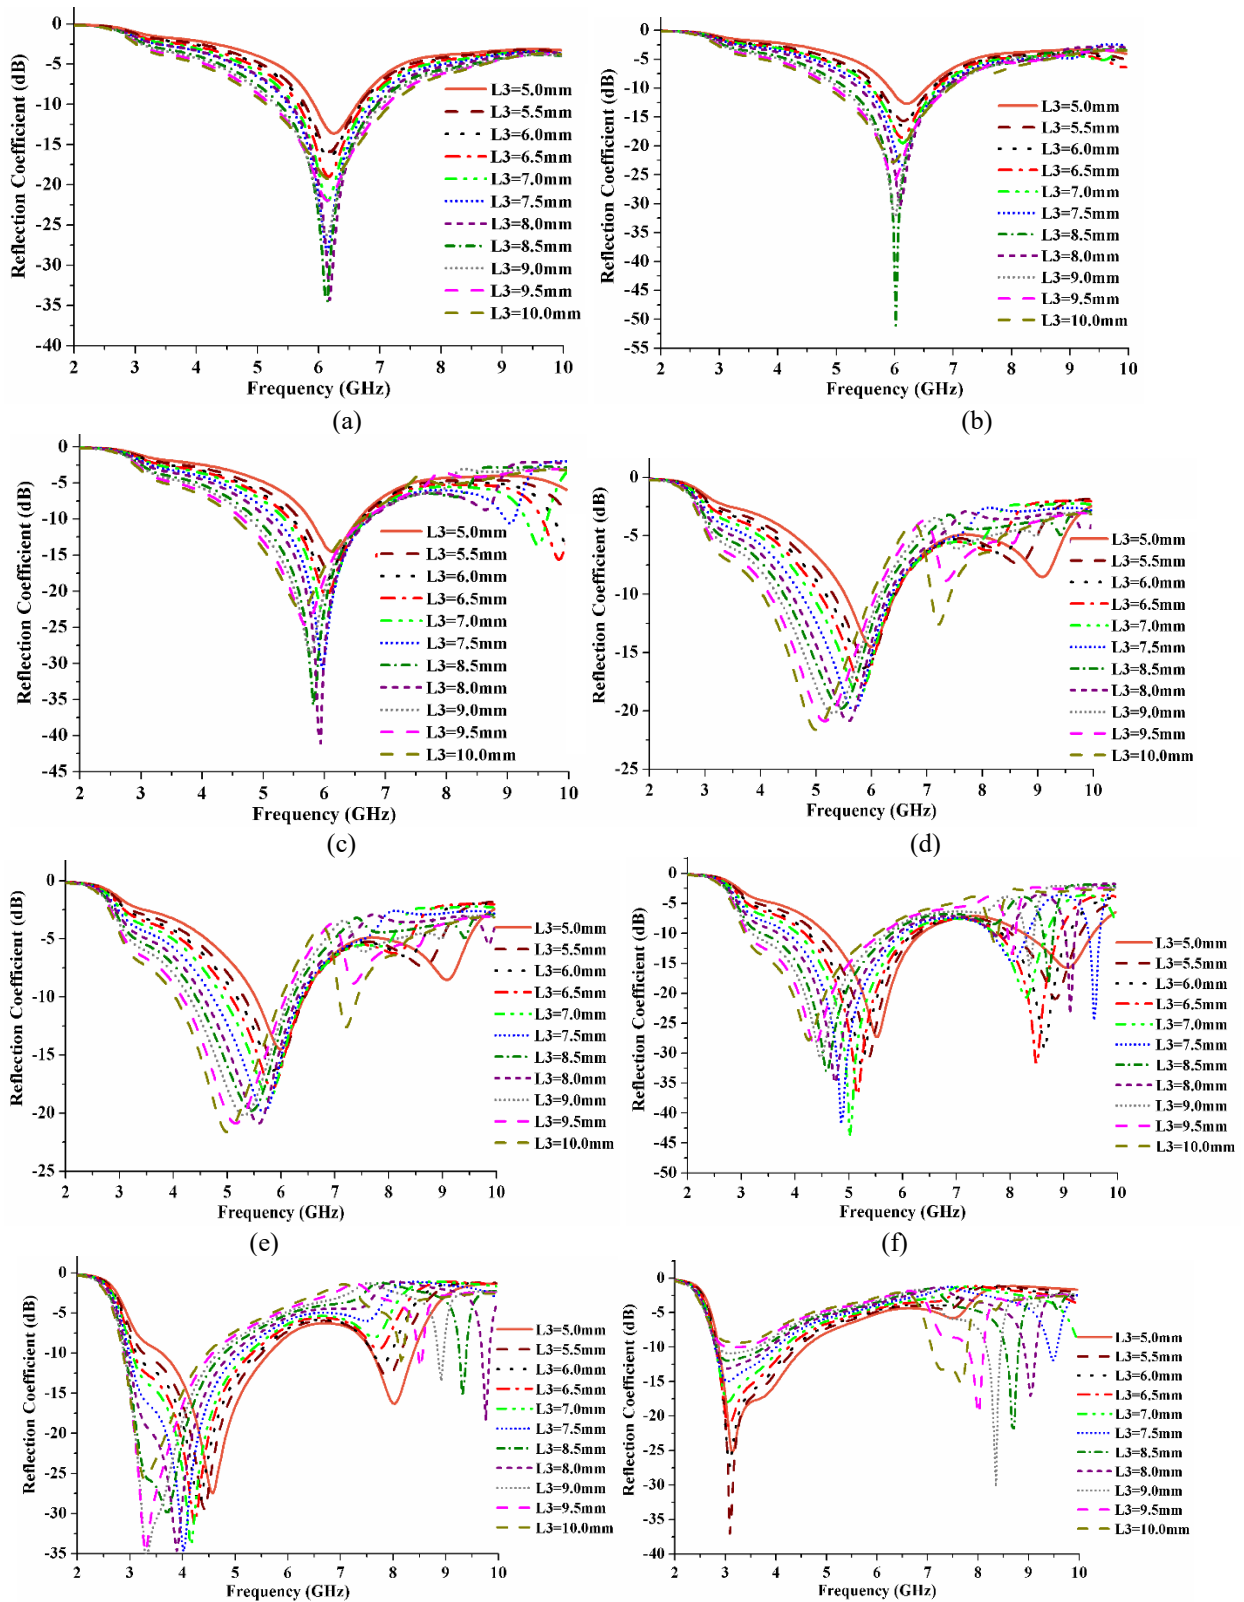 Reflection Coefficient (dB)
0
-5
-10
-15
-20
-25
-30
-35
-40
2 3 4 5 6 7 8 9 10
Frequency (GHz)
L3=5.0mm
L3=5.5mm
L3=6.0mm
L3=6.5mm
L3=7.0mm
L3=7.5mm
L3=8.0mm
L3=8.5mm
L3=9.0mm
L3=9.5mm
L3=10.0mm
(a)
Reflection Coefficient (dB)
0
-5
-10
-15
-20
-25
-30
-35
-40
-45
-50
-55
2 3 4 5 6 7 8 9 10
Frequency (GHz)
L3=5.0mm
L3=5.5mm
L3=6.0mm
L3=6.5mm
L3=7.0mm
L3=7.5mm
L3=8.5mm
L3=8.0mm
L3=9.0mm
L3=9.5mm
L3=10.0mm
(b)
Reflection Coefficient (dB)
0
-5
-10
-15
-20
-25
-30
-35
-40
-45
2 3 4 5 6 7 8 9 10
Frequency (GHz)
L3=5.0mm
L3=5.5mm
L3=6.0mm
L3=6.5mm
L3=7.0mm
L3=7.5mm
L3=8.5mm
L3=8.0mm
L3=9.0mm
L3=9.5mm
L3=10.0mm
(c)
Reflection Coefficient (dB)
0
-5
-10
-15
-20
-25
2 3 4 5 6 7 8 9 10
Frequency (GHz)
L3=5.0mm
L3=5.5mm
L3=6.0mm
L3=6.5mm
L3=7.0mm
L3=7.5mm
L3=8.5mm
L3=8.0mm
L3=9.0mm
L3=9.5mm
L3=10.0mm
(d)
Reflection Coefficient (dB)
0
-5
-10
-15
-20
-25
2 3 4 5 6 7 8 9 10
Frequency (GHz)
L3=5.0mm
L3=5.5mm
L3=6.0mm
L3=6.5mm
L3=7.0mm
L3=7.5mm
L3=8.5mm
L3=8.0mm
L3=9.0mm
L3=9.5mm
L3=10.0mm
(e)
Reflection Coefficient (dB)
0
-5
-10
-15
-20
-25
-30
-35
-40
-45
-50
2 3 4 5 6 7 8 9 10
Frequency (GHz)
L3=5.0mm
L3=5.5mm
L3=6.0mm
L3=6.5mm
L3=7.0mm
L3=7.5mm
L3=8.5mm
L3=8.0mm
L3=9.0mm
L3=9.5mm
L3=10.0mm
(f)
Reflection Coefficient (dB)
0
-5
-10
-15
-20
-25
-30
-35
2 3 4 5 6 7 8 9 10
Frequency (GHz)
L3=5.0mm
L3=5.5mm
L3=6.0mm
L3=6.5mm
L3=7.0mm
L3=7.5mm
L3=8.5mm
L3=8.0mm
L3=9.0mm
L3=9.5mm
L3=10.0mm
Reflection Coefficient (dB)
0
-5
-10
-15
-20
-25
-30
-35
-40
2 3 4 5 6 7 8 9 10
Frequency (GHz)
L3=5.0mm
L3=5.5mm
L3=6.0mm
L3=6.5mm
L3=7.0mm
L3=7.5mm
L3=8.5mm
L3=8.0mm
L3=9.0mm
L3=9.5mm
L3=10.0mm